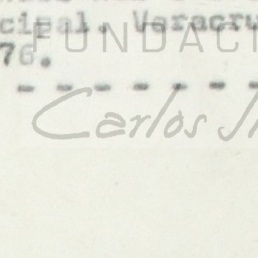 cipal. Veracru
FUNDACI
76.
Carlos